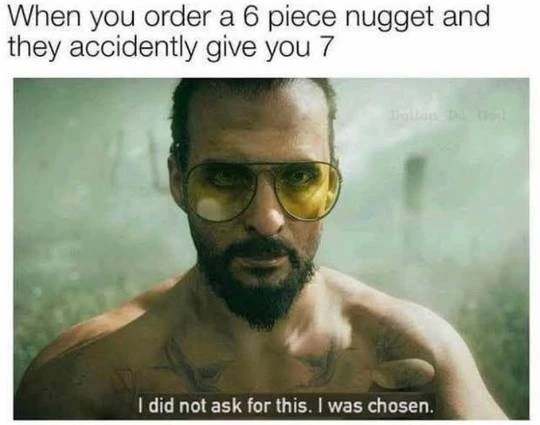 When you order a 6 piece nugget and
they accidently give you 7
I did not ask for this. I was chosen.